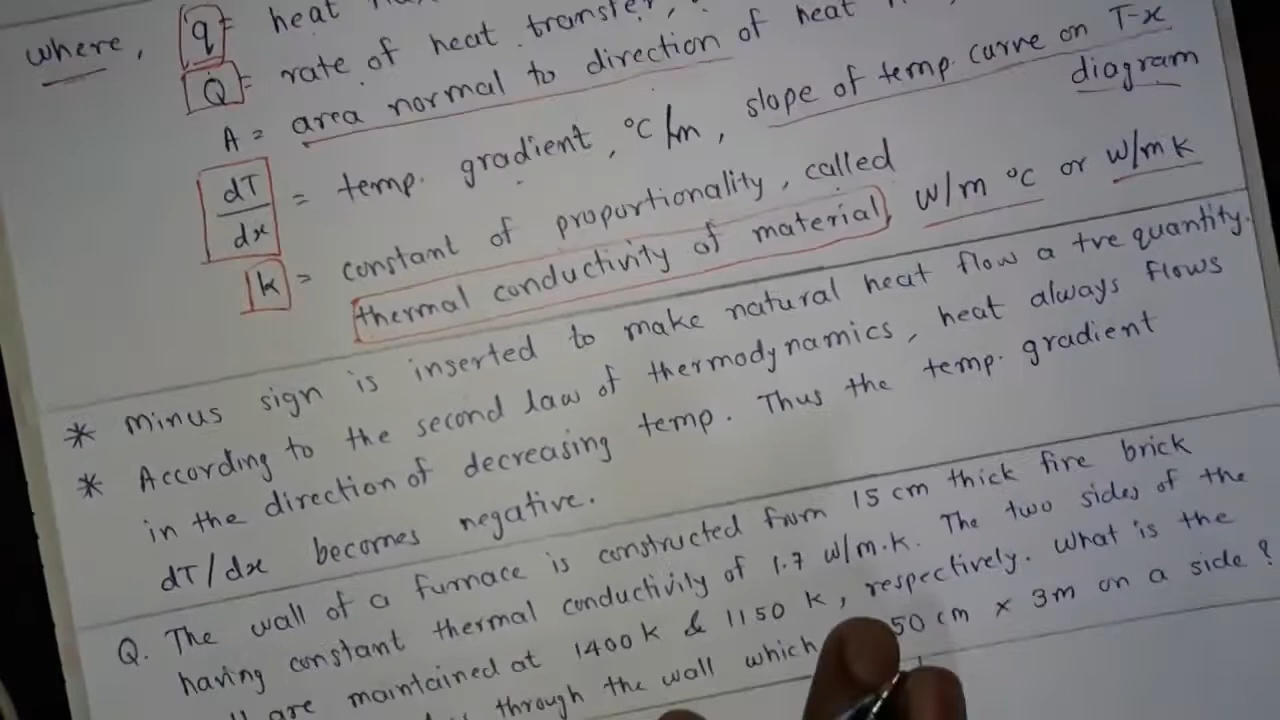 where, q = heat
Q = rate of heat transfer,
A = area normal to direction of heat
dT/dx = temp. gradient, °C/m, slope of temp. curve on T-x diagram
k = constant of proportionality, called
thermal conductivity of material, W/m °C or W/m k
* Minus sign is inserted to make natural heat flow a +ve quantity.
* According to the second law of thermodynamics, heat always flows
in the direction of decreasing temp. Thus the temp. gradient
dT/dx becomes negative.
Q. The wall of a furnace is constructed from 15 cm thick fire brick
having constant thermal conductivity of 1.7 W/m.K. The two sides of the
are maintained at 1400 k & 1150 k, respectively. What is the
through the wall which 50 cm × 3m on a side?